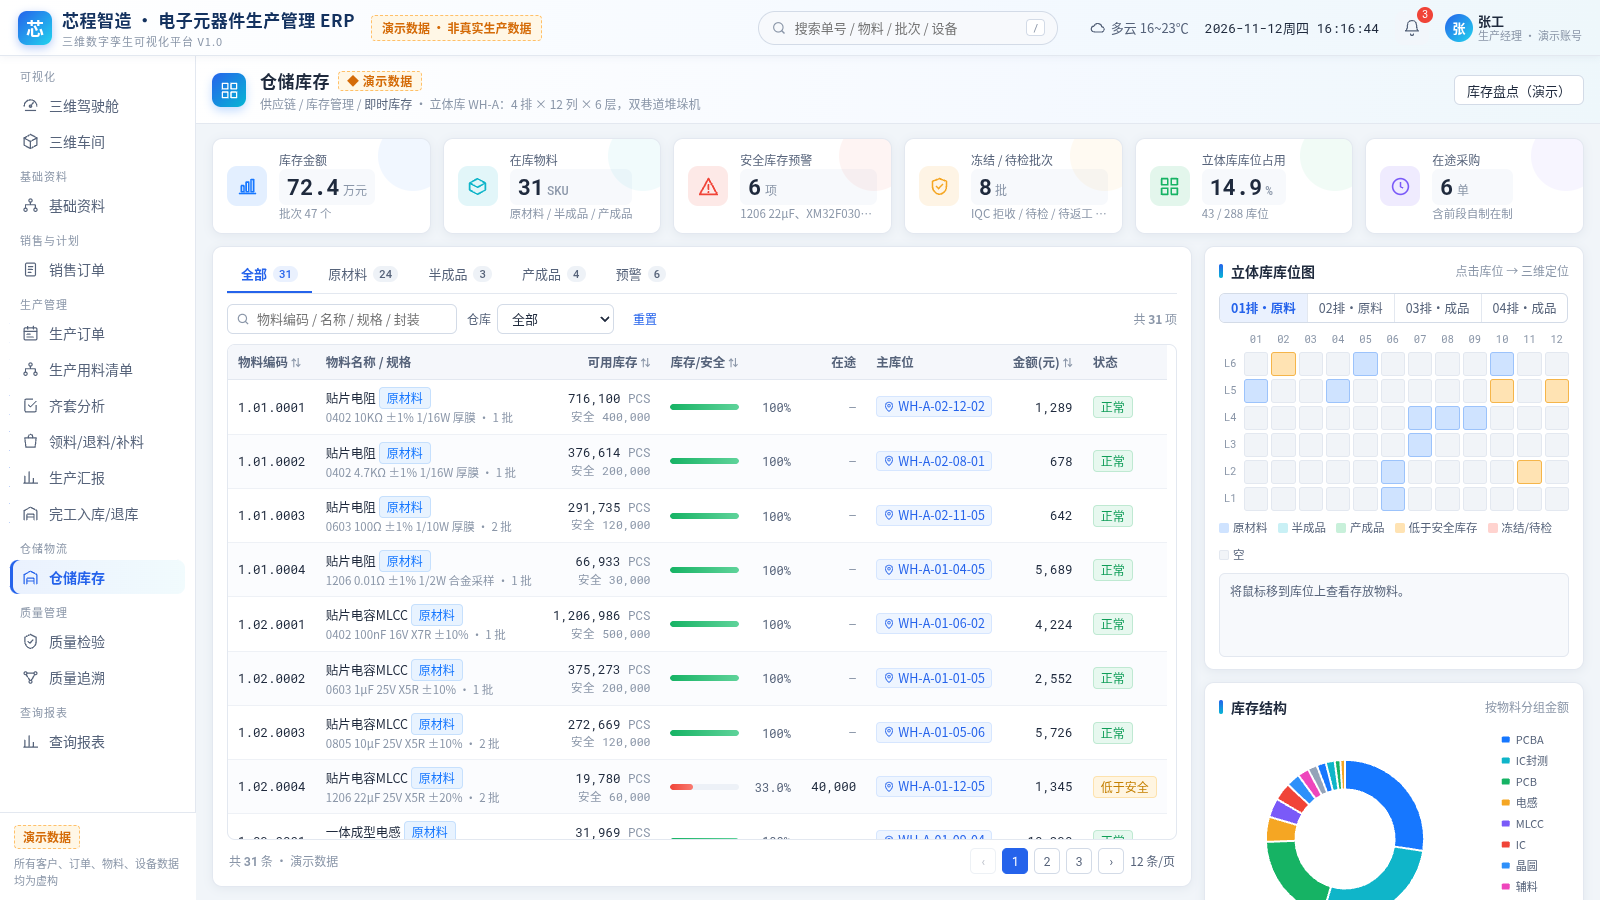 芯程智造 · 电子元器件生产管理 ERP
三维数字孪生可视化平台 V1.0
演示数据 · 非真实生产数据
搜索单号 / 物料 / 批次 / 设备
/
多云 16~23℃
2026-11-12周四 16:16:44
3
张
张工
生产经理 · 演示账号
可视化
三维驾驶舱
三维车间
基础资料
基础资料
销售与计划
销售订单
生产管理
生产订单
生产用料清单
齐套分析
领料/退料/补料
生产汇报
完工入库/退库
仓储物流
仓储库存
质量管理
质量检验
质量追溯
查询报表
查询报表
演示数据
所有客户、订单、物料、设备数据均为虚构
仓储库存
◆ 演示数据
供应链 / 库存管理 / 即时库存 · 立体库 WH-A：4 排 × 12 列 × 6 层，双巷道堆垛机
库存盘点（演示）
库存金额
72.4 万元
批次 47 个
在库物料
31 SKU
原材料 / 半成品 / 产成品
安全库存预警
6 项
1206 22μF、XM32F030···
冻结 / 待检批次
8 批
IQC 拒收 / 待检 / 待返工 ···
立体库库位占用
14.9 %
43 / 288 库位
在途采购
6 单
含前段自制在制
全部 31
原材料 24
半成品 3
产成品 4
预警 6
物料编码 / 名称 / 规格 / 封装
仓库
全部
重置
共 31 项
物料编码 物料名称 / 规格 可用库存 库存/安全 在途 主库位 金额(元) 状态
1.01.0001 贴片电阻 原材料 716,100 PCS 100% — WH-A-02-12-02 1,289 正常
0402 10KΩ ±1% 1/16W 厚膜 · 1 批 安全 400,000
1.01.0002 贴片电阻 原材料 376,614 PCS 100% — WH-A-02-08-01 678 正常
0402 4.7KΩ ±1% 1/16W 厚膜 · 1 批 安全 200,000
1.01.0003 贴片电阻 原材料 291,735 PCS 100% — WH-A-02-11-05 642 正常
0603 100Ω ±1% 1/10W 厚膜 · 2 批 安全 120,000
1.01.0004 贴片电阻 原材料 66,933 PCS 100% — WH-A-01-04-05 5,689 正常
1206 0.01Ω ±1% 1/2W 合金采样 · 1 批 安全 30,000
1.02.0001 贴片电容MLCC 原材料 1,206,986 PCS 100% — WH-A-01-06-02 4,224 正常
0402 100nF 16V X7R ±10% · 1 批 安全 500,000
1.02.0002 贴片电容MLCC 原材料 375,273 PCS 100% — WH-A-01-01-05 2,552 正常
0603 1μF 25V X5R ±10% · 1 批 安全 200,000
1.02.0003 贴片电容MLCC 原材料 272,669 PCS 100% — WH-A-01-05-06 5,726 正常
0805 10μF 25V X5R ±10% · 2 批 安全 120,000
1.02.0004 贴片电容MLCC 原材料 19,780 PCS 33.0% 40,000 WH-A-01-12-05 1,345 低于安全
1206 22μF 25V X5R ±20% · 2 批 安全 60,000
一体成型电感 原材料 31,969 PCS
共 31 条 · 演示数据
‹ 1 2 3 › 12 条/页
立体库库位图
点击库位 → 三维定位
01排·原料 02排·原料 03排·成品 04排·成品
01 02 03 04 05 06 07 08 09 10 11 12
L6
L5
L4
L3
L2
L1
原材料 半成品 产成品 低于安全库存 冻结/待检
空
将鼠标移到库位上查看存放物料。
库存结构
按物料分组金额
PCBA
IC封测
PCB
电感
MLCC
IC
晶圆
辅料